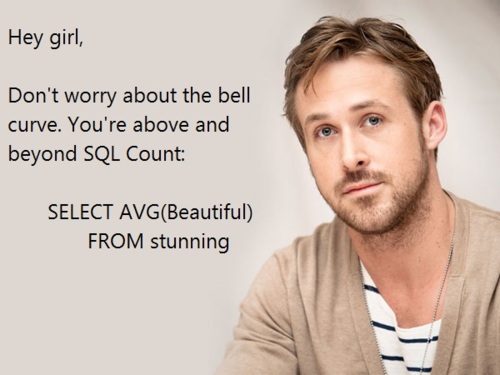 Hey girl,
Don't worry about the bell
curve. You're above and
beyond SQL Count:
SELECT AVG(Beautiful)
FROM stunning